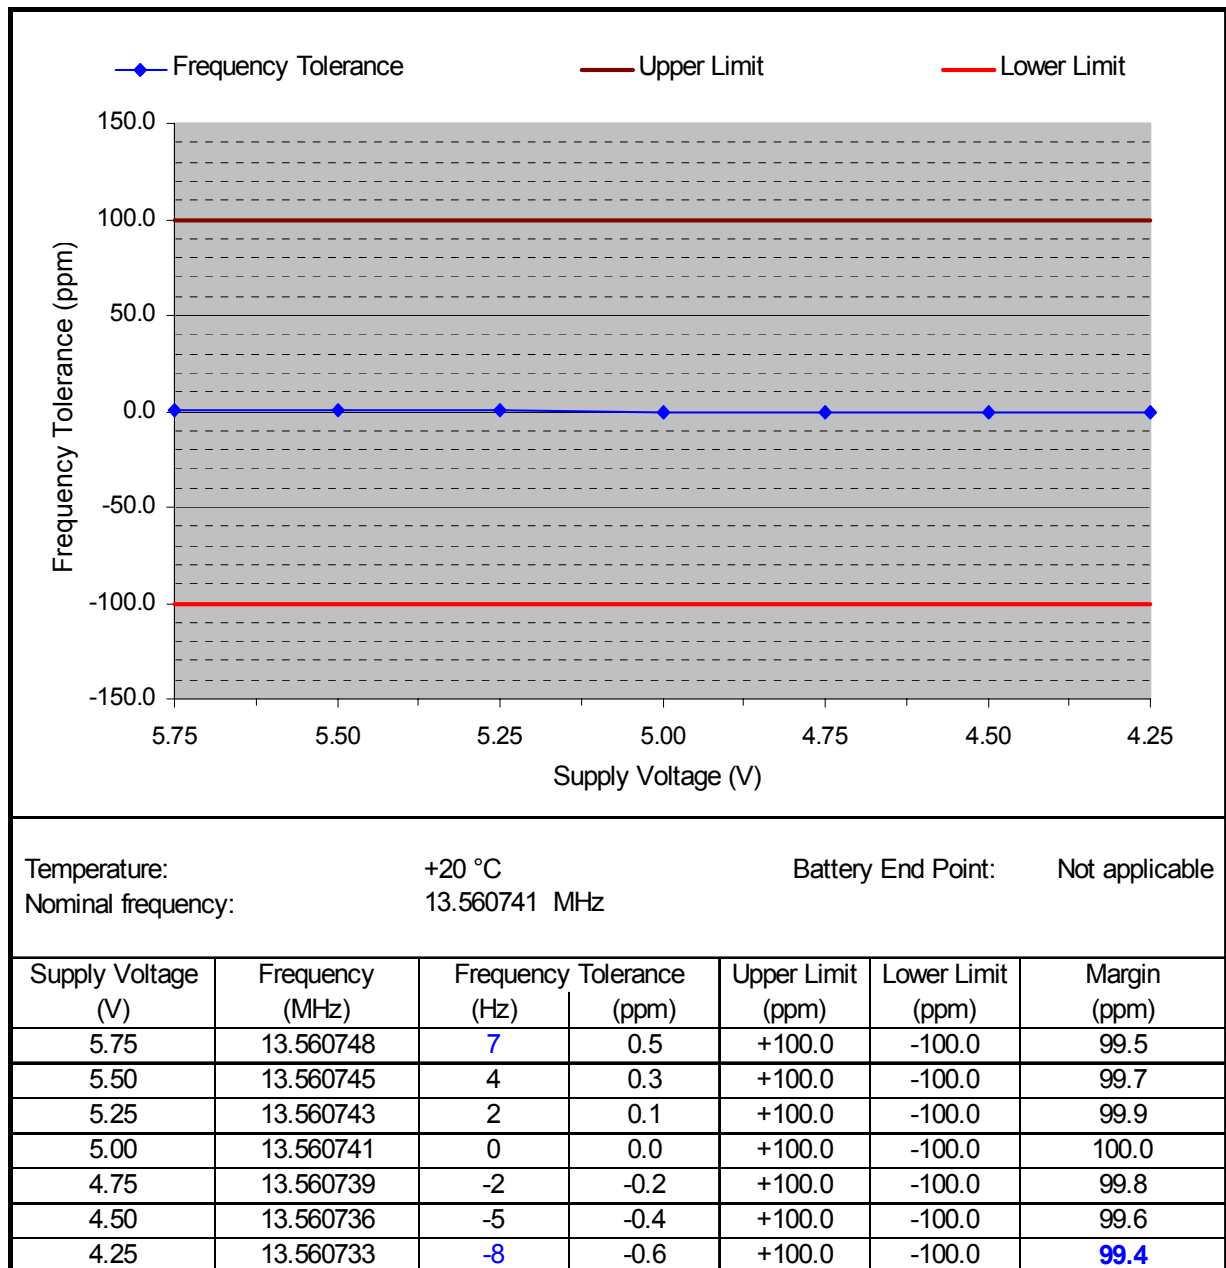 Frequency Tolerance Upper Limit Lower Limit
150.0
100.0
50.0
0.0
-50.0
-100.0
-150.0
Frequency Tolerance (ppm)
5.75 5.50 5.25 5.00 4.75 4.50 4.25
Supply Voltage (V)
Temperature: +20 °C Battery End Point: Not applicable
Nominal frequency: 13.560741 MHz
Supply Voltage Frequency Frequency Tolerance Upper Limit Lower Limit Margin
(V) (MHz) (Hz) (ppm) (ppm) (ppm) (ppm)
5.75 13.560748 7 0.5 +100.0 -100.0 99.5
5.50 13.560745 4 0.3 +100.0 -100.0 99.7
5.25 13.560743 2 0.1 +100.0 -100.0 99.9
5.00 13.560741 0 0.0 +100.0 -100.0 100.0
4.75 13.560739 -2 -0.2 +100.0 -100.0 99.8
4.50 13.560736 -5 -0.4 +100.0 -100.0 99.6
4.25 13.560733 -8 -0.6 +100.0 -100.0 99.4